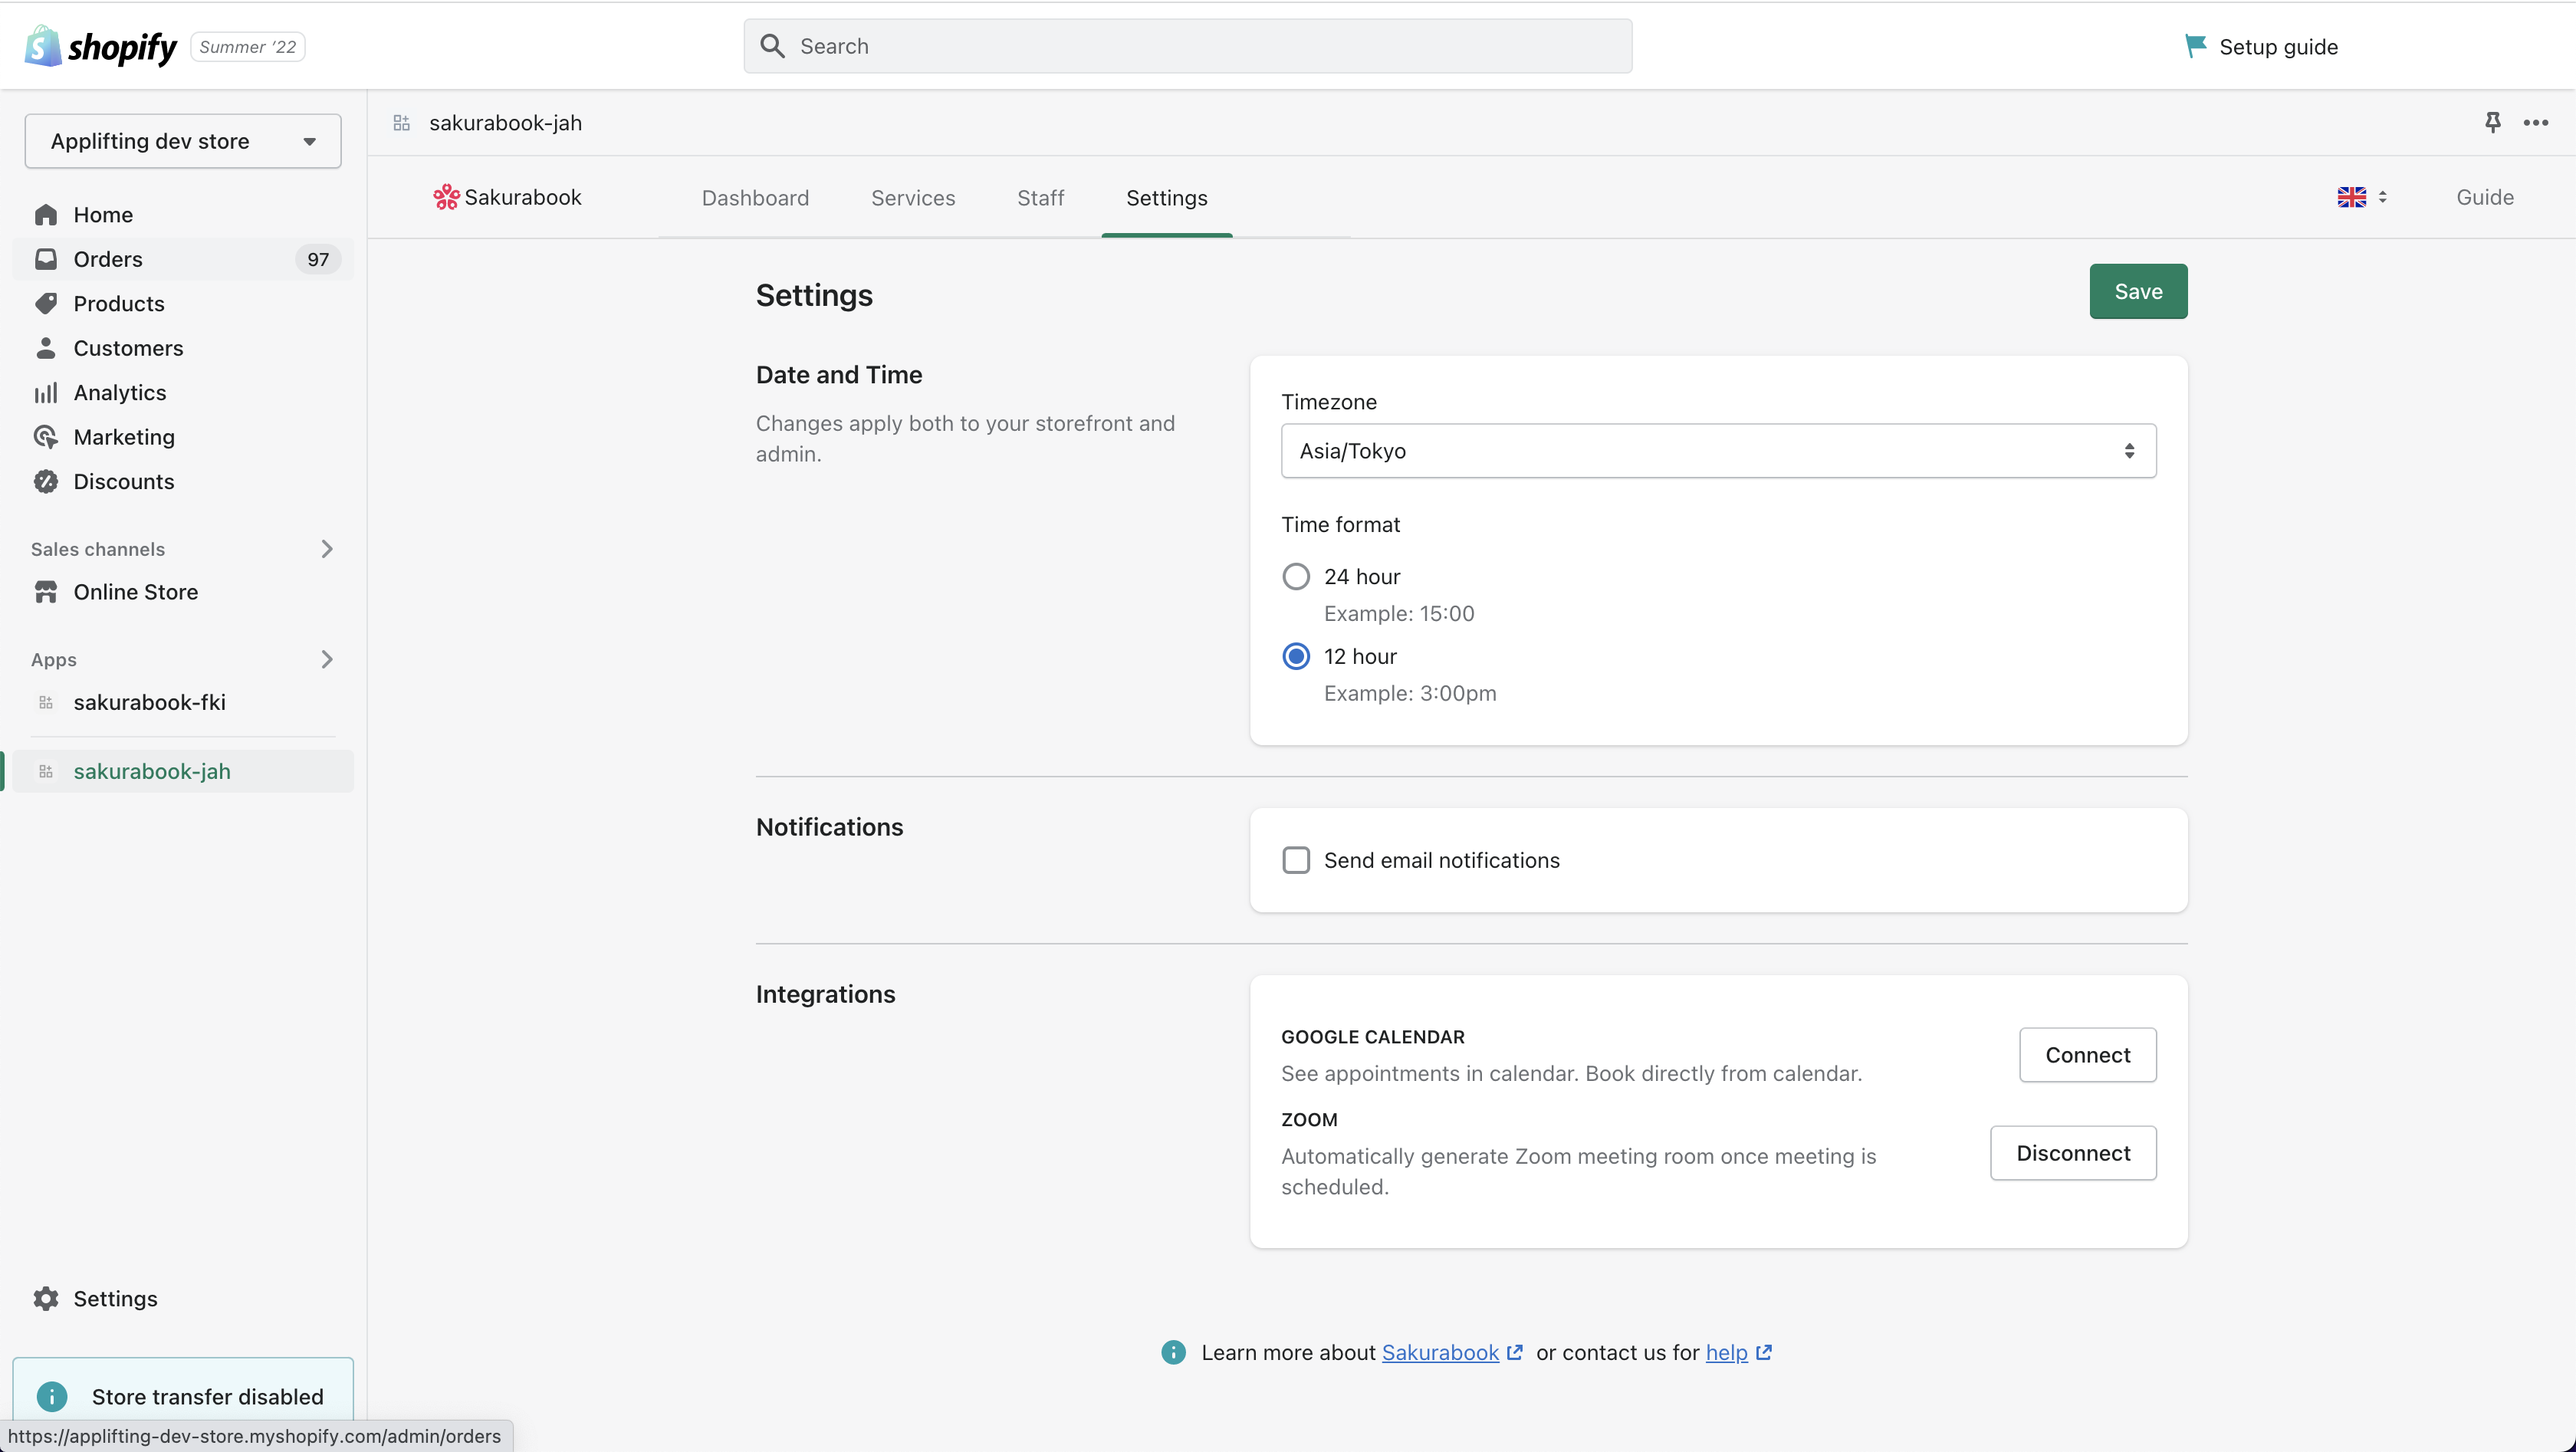 shopify
Summer '22
Search
Setup guide
Applifting dev store
Home
Orders 97
Products
Customers
Analytics
Marketing
Discounts
Sales channels
Online Store
Apps
sakurabook-fki
sakurabook-jah
Settings
Store transfer disabled
https://applifting-dev-store.myshopify.com/admin/orders
sakurabook-jah
Sakurabook Dashboard Services Staff Settings Guide
Settings
Save
Date and Time
Changes apply both to your storefront and
admin.
Timezone
Asia/Tokyo
Time format
24 hour
Example: 15:00
12 hour
Example: 3:00pm
Notifications
Send email notifications
Integrations
GOOGLE CALENDAR
See appointments in calendar. Book directly from calendar.
Connect
ZOOM
Automatically generate Zoom meeting room once meeting is
scheduled.
Disconnect
Learn more about Sakurabook or contact us for help